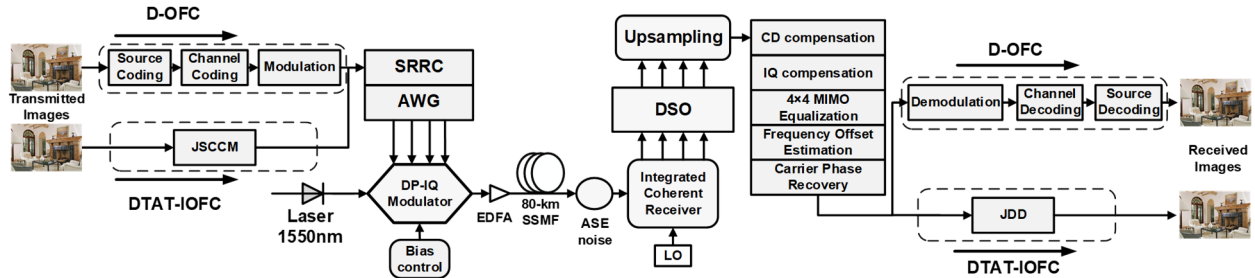 D-OFC
Source
Coding
Channel
Coding
Modulation
Transmitted
Images
JSCCM
DTAT-IOFC
SRRC
AWG
Laser
1550nm
DP-IQ
Modulator
Bias
control
EDFA
80-km
SSMF
ASE
noise
Upsampling
DSO
Integrated
Coherent
Receiver
LO
CD compensation
IQ compensation
4×4 MIMO
Equalization
Frequency Offset
Estimation
Carrier Phase
Recovery
D-OFC
Demodulation
Channel
Decoding
Source
Decoding
Received
Images
JDD
DTAT-IOFC